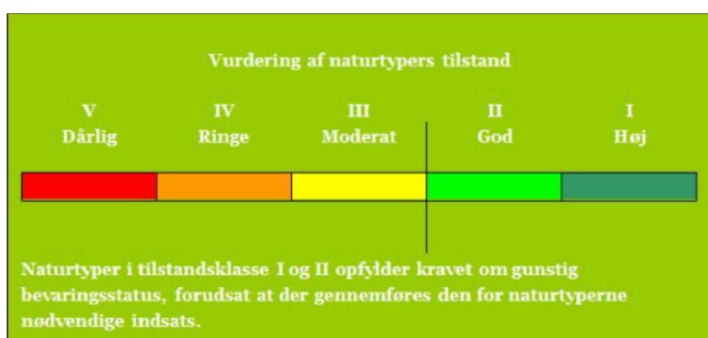 Vurdering af naturtypers tilstand
V IV III II I
Dårlig Ringe Moderat God Høj
Naturtyper i tilstandsklasse I og II opfylder kravet om gunstig
bevaringsstatus, forudsat at der gennemføres den for naturtyperne
nødvendige indsats.